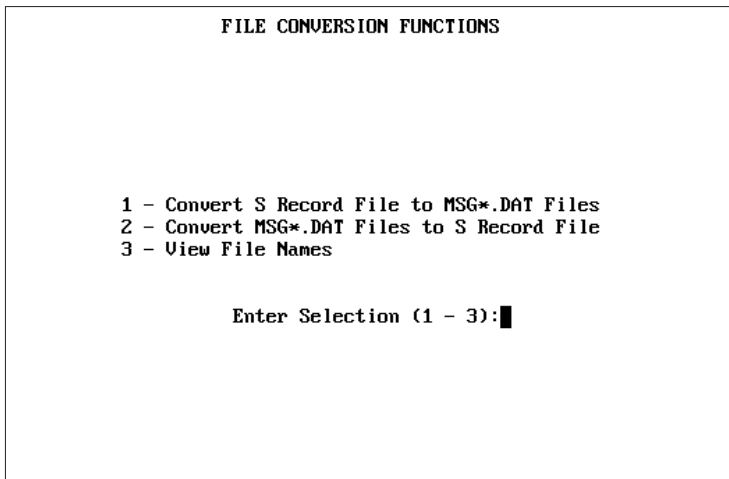 FILE CONVERSION FUNCTIONS
1 - Convert S Record File to MSG*.DAT Files
2 - Convert MSG*.DAT Files to S Record File
3 - View File Names
Enter Selection (1 - 3):